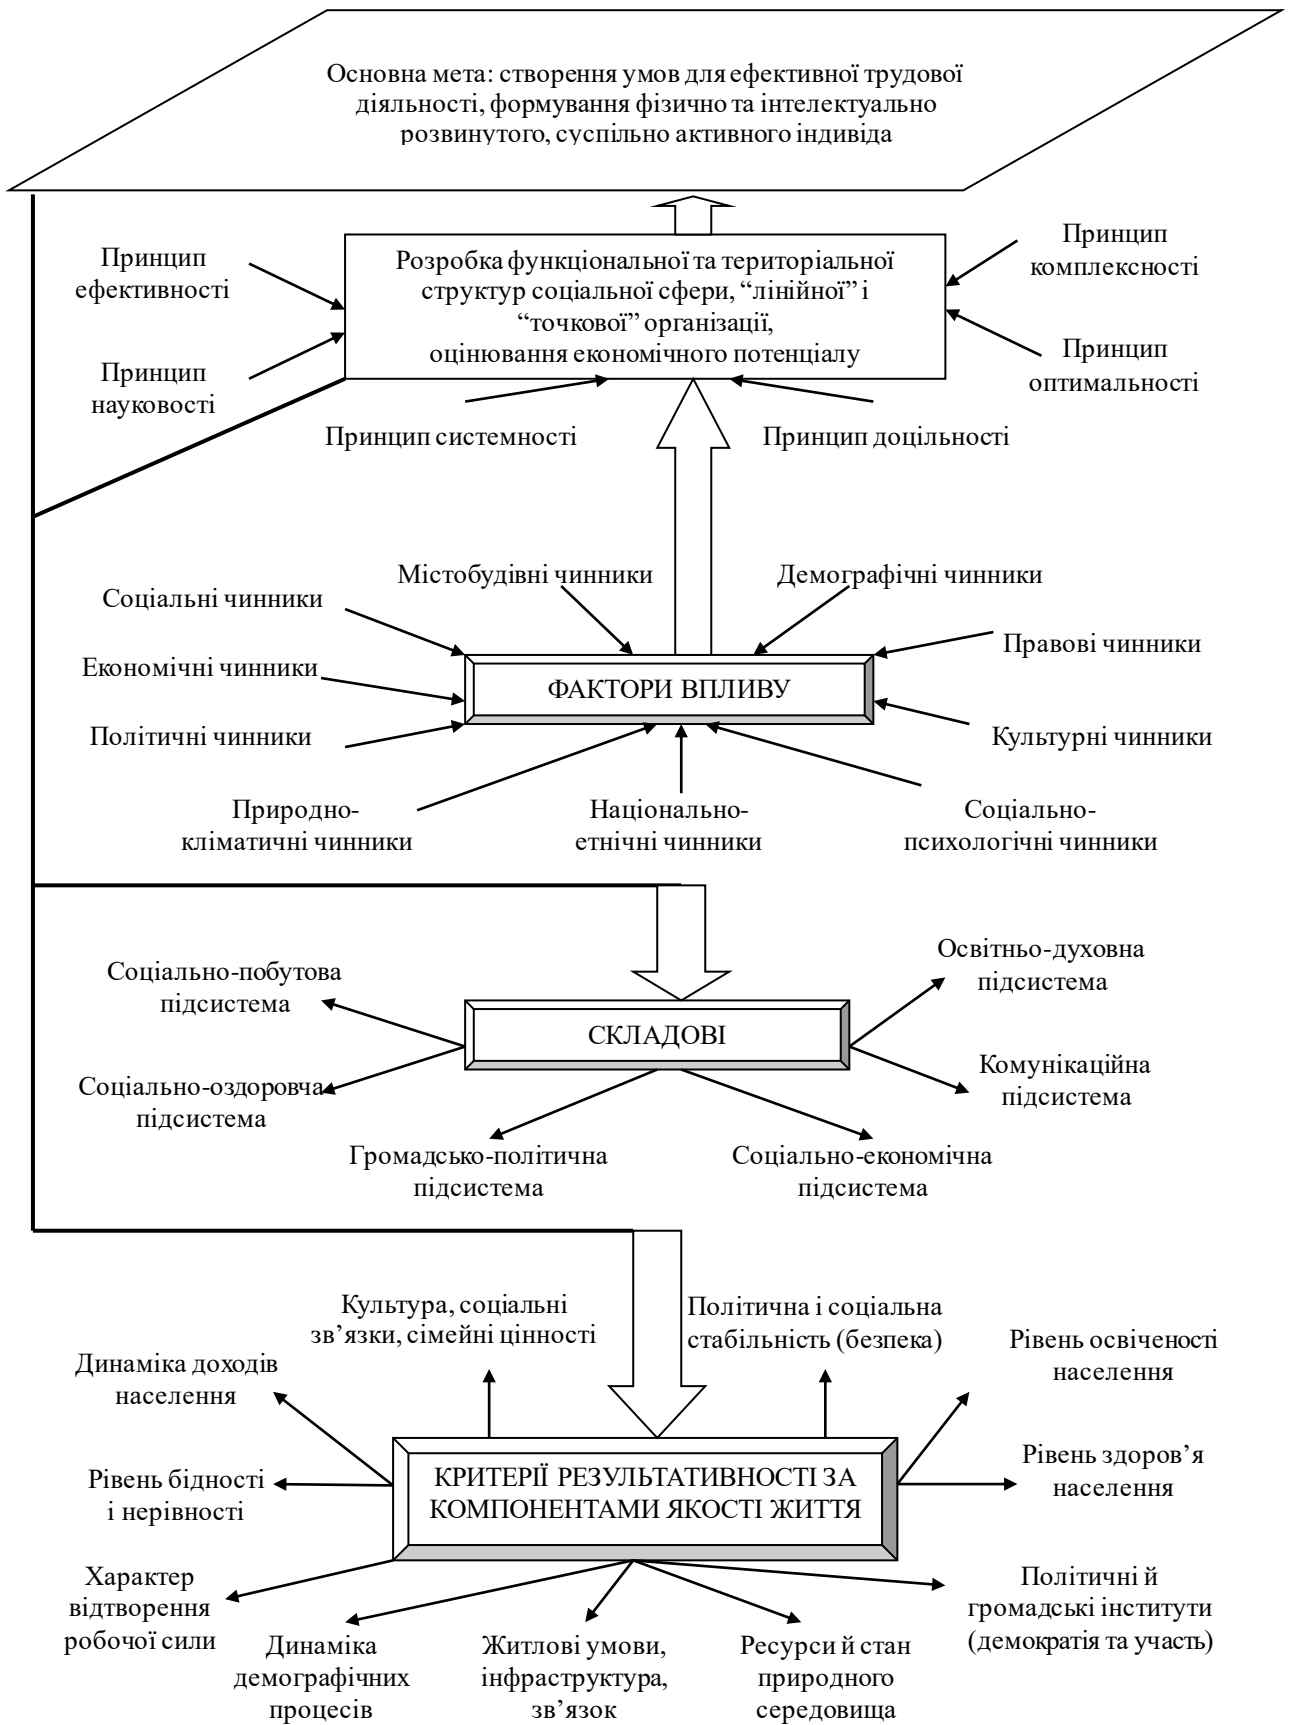 Основна мета: створення умов для ефективної трудової
діяльності, формування фізично та інтелектуально
розвинутого, суспільно активного індивіда
Принцип
ефективності
Розробка функціональної та територіальної
структур соціальної сфери, “лінійної” і
“точкової” організації,
оцінювання економічного потенціалу
Принцип
комплексності
Принцип
науковості
Принцип
оптимальності
Принцип системності
Принцип доцільності
Містобудівні чинники
Демографічні чинники
Соціальні чинники
Правові чинники
Економічні чинники
ФАКТОРИ ВПЛИВУ
Політичні чинники
Культурні чинники
Природно-
кліматичні чинники
Національно-
етнічні чинники
Соціально-
психологічні чинники
Соціально-побутова
підсистема
Освітньо-духовна
підсистема
СКЛАДОВІ
Соціально-оздоровча
підсистема
Комунікаційна
підсистема
Громадсько-політична
підсистема
Соціально-економічна
підсистема
Культура, соціальні
зв’язки, сімейні цінності
Політична і соціальна
стабільність (безпека)
Динаміка доходів
населення
Рівень освіченості
населення
Рівень бідності
і нерівності
КРИТЕРІЇ РЕЗУЛЬТАТИВНОСТІ ЗА
КОМПОНЕНТАМИ ЯКОСТІ ЖИТТЯ
Рівень здоров’я
населення
Характер
відтворення
робочої сили
Динаміка
демографічних
процесів
Житлові умови,
інфраструктура,
зв’язок
Ресурси й стан
природного
середовища
Політичні й
громадські інститути
(демократія та участь)